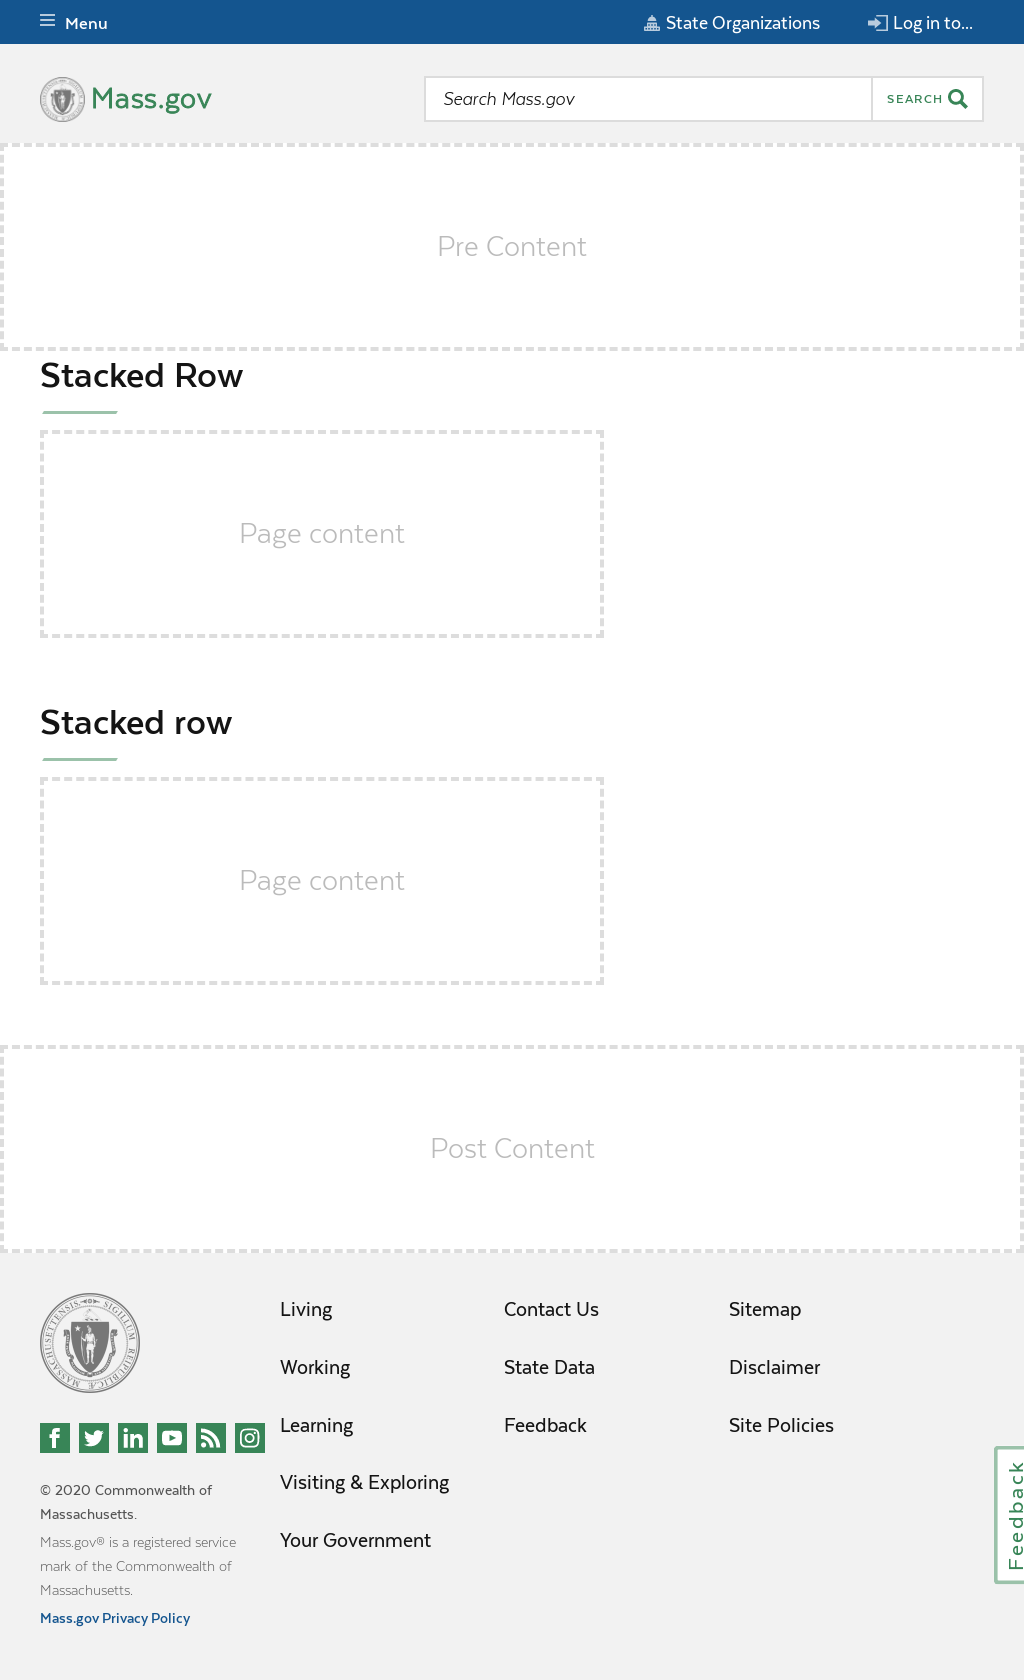 Menu
State Organizations
Log in to...
Mass.gov
Search Mass.gov
SEARCH
Pre Content
Stacked Row
Page content
Stacked row
Page content
Post Content
Living
Contact Us
Sitemap
Working
State Data
Disclaimer
Learning
Feedback
Site Policies
Visiting & Exploring
Your Government
© 2020 Commonwealth of
Massachusetts.
Mass.gov® is a registered service
mark of the Commonwealth of
Massachusetts.
Mass.gov Privacy Policy
Feedback